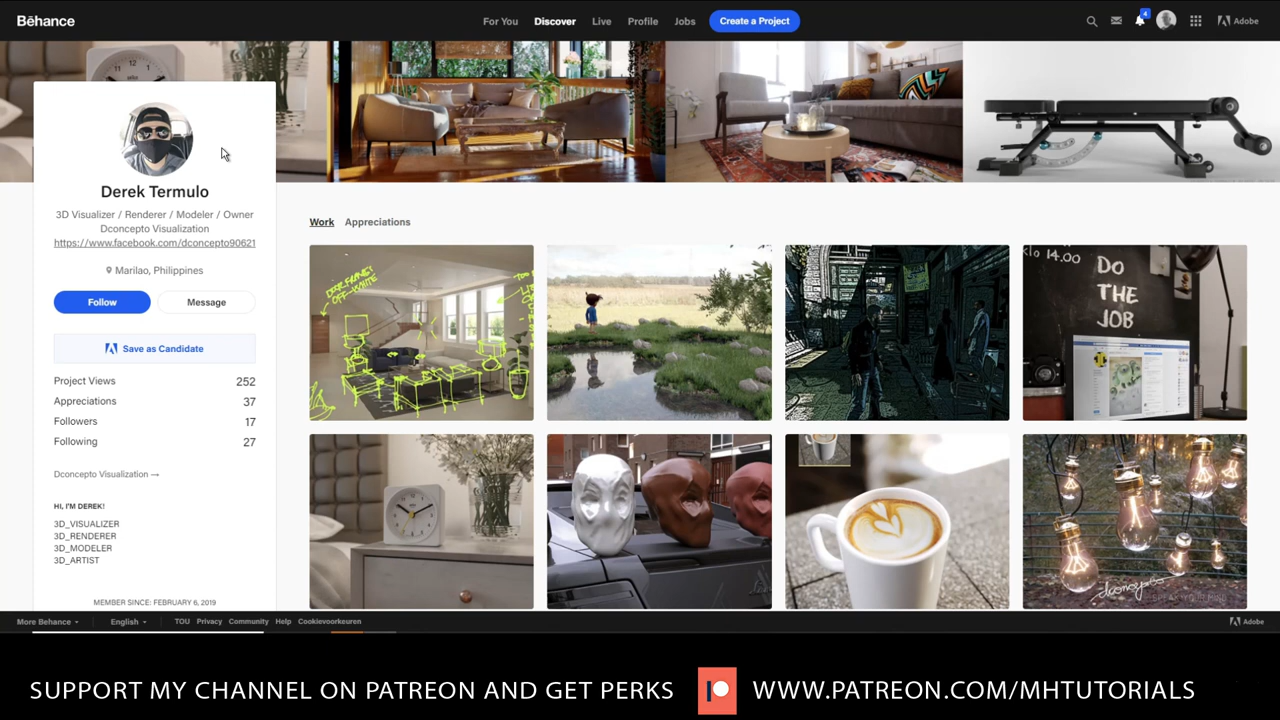 Bēhance
For You
Discover
Live
Profile
Jobs
Create a Project
4
Adobe
Derek Termulo
3D Visualizer / Renderer / Modeler / Owner
Dconcepto Visualization
https://www.facebook.com/dconcepto90621
Marilao, Philippines
Follow
Message
Save as Candidate
Project Views 252
Appreciations 37
Followers 17
Following 27
Dconcepto Visualization →
HI, I'M DEREK!
3D_VISUALIZER
3D_RENDERER
3D_MODELER
3D_ARTIST
MEMBER SINCE: FEBRUARY 6, 2019
Work
Appreciations
14.00
DO
THE
JOB
dconcepto
More Behance
English
TOU
Privacy
Community
Help
Cookievoorkeuren
Adobe
SUPPORT MY CHANNEL ON PATREON AND GET PERKS
WWW.PATREON.COM/MHTUTORIALS